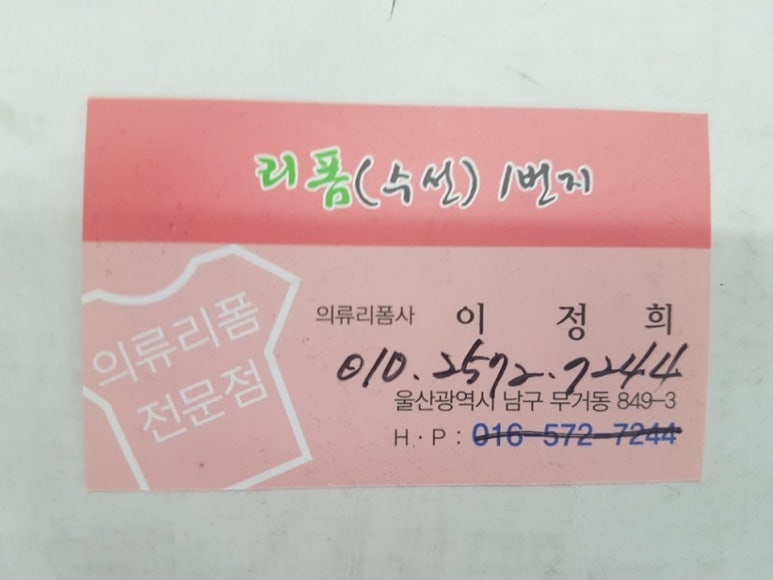 리폼(수선) 1번지
의류리폼
전문점
의류리폼사 이 정 희
010.2572.7244
울산광역시 남구 무거동 849-3
H·P : 016-572-7244